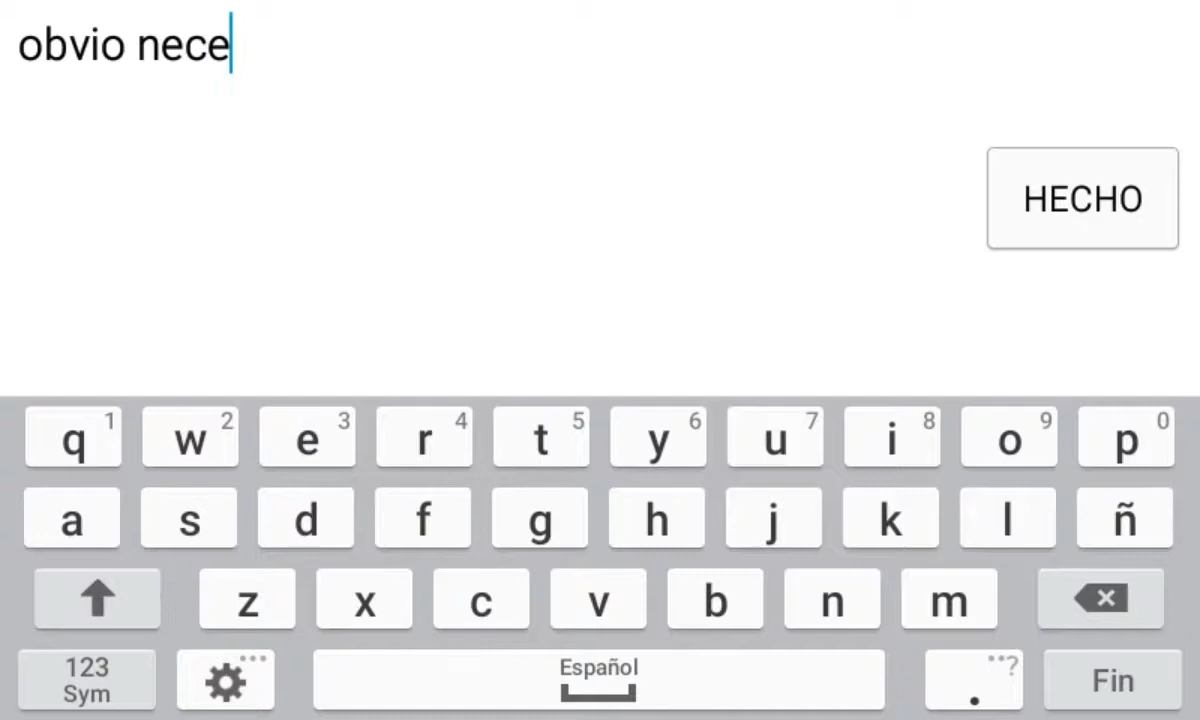 obvio nece
HECHO
q 1 w 2 e 3 r 4 t 5 y 6 u 7 i 8 o 9 p 0
a s d f g h j k l ñ
z x c v b n m
123 Sym Español . ? Fin